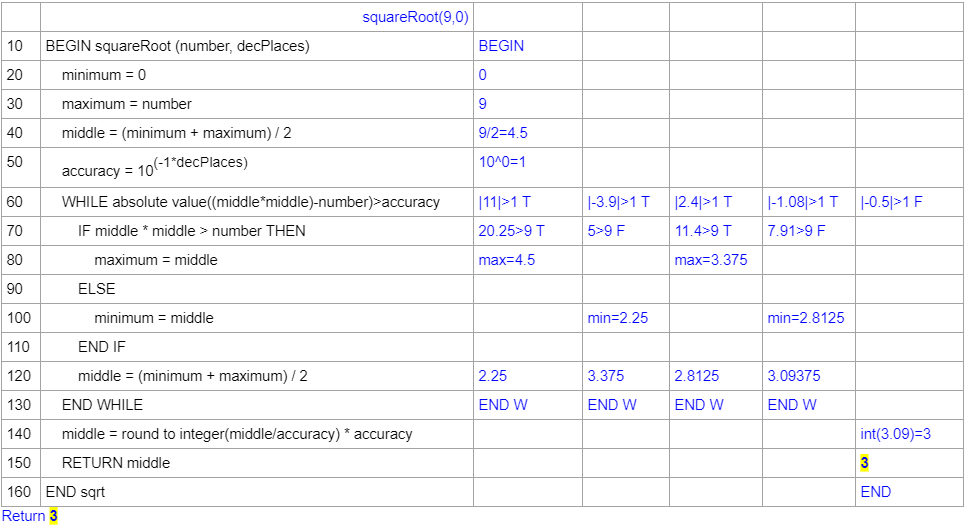 squareRoot(9,0)
10 BEGIN squareRoot (number, decPlaces) BEGIN
20 minimum = 0 0
30 maximum = number 9
40 middle = (minimum + maximum) / 2 9/2=4.5
50 accuracy = 10^(-1*decPlaces) 10^0=1
60 WHILE absolute value((middle*middle)-number)>accuracy |11|>1 T |-3.9|>1 T |2.4|>1 T |-1.08|>1 T |-0.5|>1 F
70 IF middle * middle > number THEN 20.25>9 T 5>9 F 11.4>9 T 7.91>9 F
80 maximum = middle max=4.5 max=3.375
90 ELSE
100 minimum = middle min=2.25 min=2.8125
110 END IF
120 middle = (minimum + maximum) / 2 2.25 3.375 2.8125 3.09375
130 END WHILE END W END W END W END W
140 middle = round to integer(middle/accuracy) * accuracy int(3.09)=3
150 RETURN middle 3
160 END sqrt END
Return 3